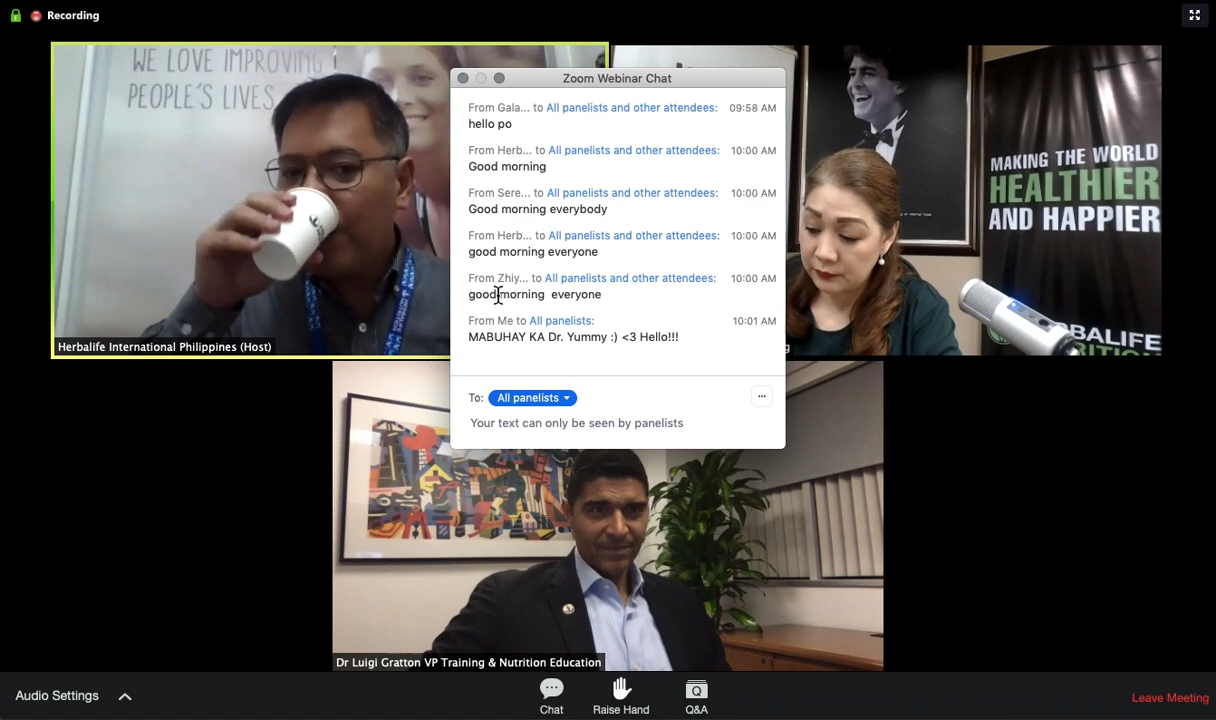 Recording
WE LOVE IMPROVING
PEOPLE'S LIVES
Zoom Webinar Chat
From Gala... to All panelists and other attendees: 09:58 AM
hello po
From Herb... to All panelists and other attendees: 10:00 AM
Good morning
From Sere... to All panelists and other attendees: 10:00 AM
Good morning everybody
From Herb... to All panelists and other attendees: 10:00 AM
good morning everyone
From Zhiy... to All panelists and other attendees: 10:00 AM
good morning  everyone
From Me to All panelists: 10:01 AM
MABUHAY KA Dr. Yummy :) <3 Hello!!!
To: All panelists
...
Your text can only be seen by panelists
MAKING THE WORLD
HEALTHIER
AND HAPPIER
Herbalife International Philippines (Host)
Dr Luigi Gratton VP Training & Nutrition Education
Audio Settings
Chat
Raise Hand
Q
Q&A
Leave Meeting